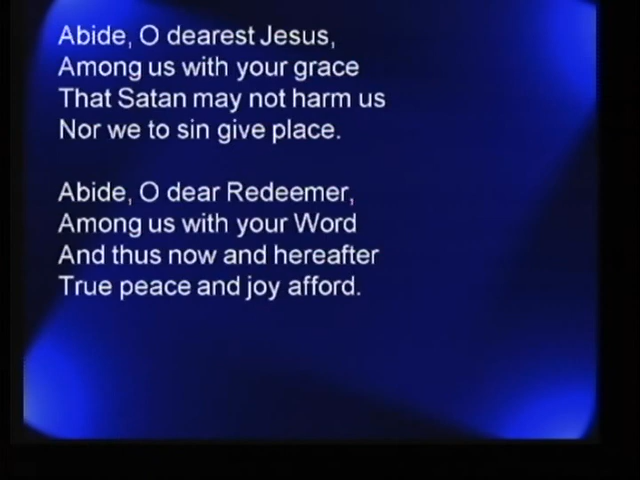 Abide, O dearest Jesus,
Among us with your grace
That Satan may not harm us
Nor we to sin give place.

Abide, O dear Redeemer,
Among us with your Word
And thus now and hereafter
True peace and joy afford.